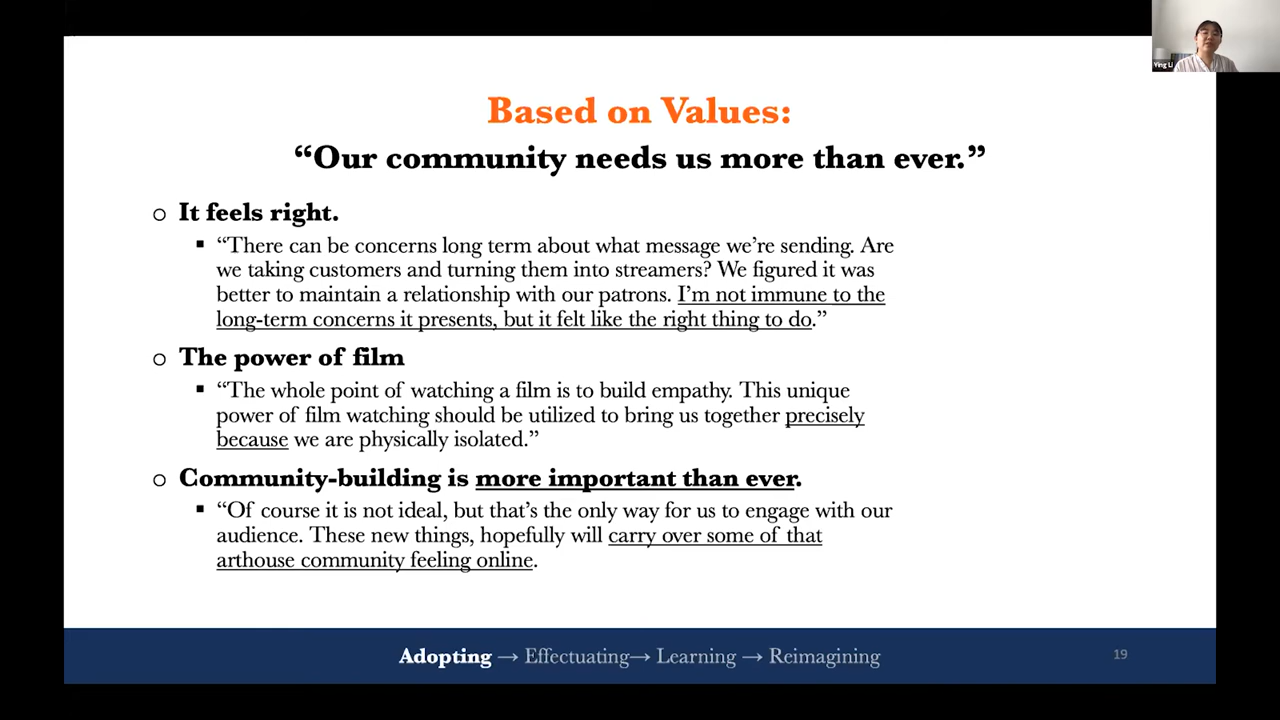 Ying Li
Based on Values:
“Our community needs us more than ever.”
It feels right.
“There can be concerns long term about what message we’re sending. Are
we taking customers and turning them into streamers? We figured it was
better to maintain a relationship with our patrons. I’m not immune to the
long-term concerns it presents, but it felt like the right thing to do.”
The power of film
“The whole point of watching a film is to build empathy. This unique
power of film watching should be utilized to bring us together precisely
because we are physically isolated.”
Community-building is more important than ever.
“Of course it is not ideal, but that’s the only way for us to engage with our
audience. These new things, hopefully will carry over some of that
arthouse community feeling online.
Adopting → Effectuating→ Learning → Reimagining
19